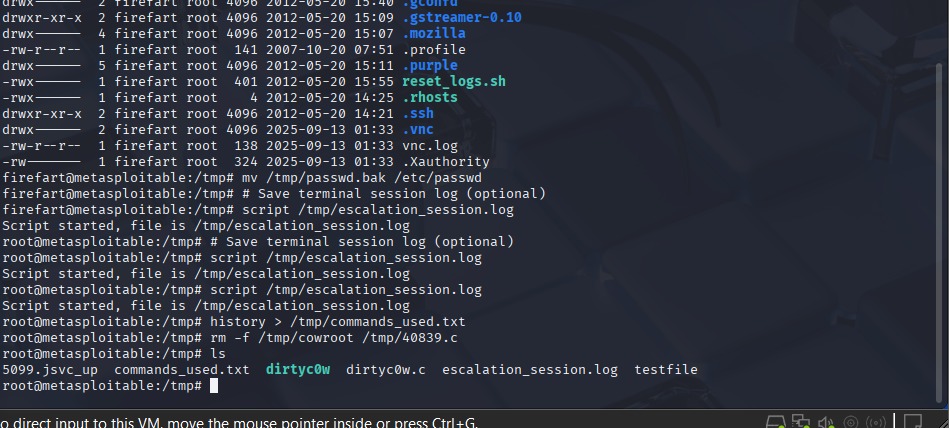 drwx------ 2 firefart root 4096 2012-05-20 15:40 .gconfd
drwxr-xr-x 2 firefart root 4096 2012-05-20 15:09 .gstreamer-0.10
drwx------ 4 firefart root 4096 2012-05-20 15:07 .mozilla
-rw-r--r-- 1 firefart root 141 2007-10-20 07:51 .profile
drwx------ 5 firefart root 4096 2012-05-20 15:11 .purple
-rwx------ 1 firefart root 401 2012-05-20 15:55 reset_logs.sh
-rwx------ 1 firefart root 4 2012-05-20 14:25 .rhosts
drwxr-xr-x 2 firefart root 4096 2012-05-20 14:21 .ssh
drwx------ 2 firefart root 4096 2025-09-13 01:33 .vnc
-rw-r--r-- 1 firefart root 138 2025-09-13 01:33 vnc.log
-rw------- 1 firefart root 324 2025-09-13 01:33 .Xauthority
firefart@metasploitable:/tmp# mv /tmp/passwd.bak /etc/passwd
firefart@metasploitable:/tmp# # Save terminal session log (optional)
firefart@metasploitable:/tmp# script /tmp/escalation_session.log
Script started, file is /tmp/escalation_session.log
root@metasploitable:/tmp# # Save terminal session log (optional)
root@metasploitable:/tmp# script /tmp/escalation_session.log
Script started, file is /tmp/escalation_session.log
root@metasploitable:/tmp# script /tmp/escalation_session.log
Script started, file is /tmp/escalation_session.log
root@metasploitable:/tmp# history > /tmp/commands_used.txt
root@metasploitable:/tmp# rm -f /tmp/cowroot /tmp/40839.c
root@metasploitable:/tmp# ls
5099.jsvc_up commands_used.txt dirtyc0w dirtyc0w.c escalation_session.log testfile
root@metasploitable:/tmp#
o direct input to this VM, move the mouse pointer inside or press Ctrl+G.